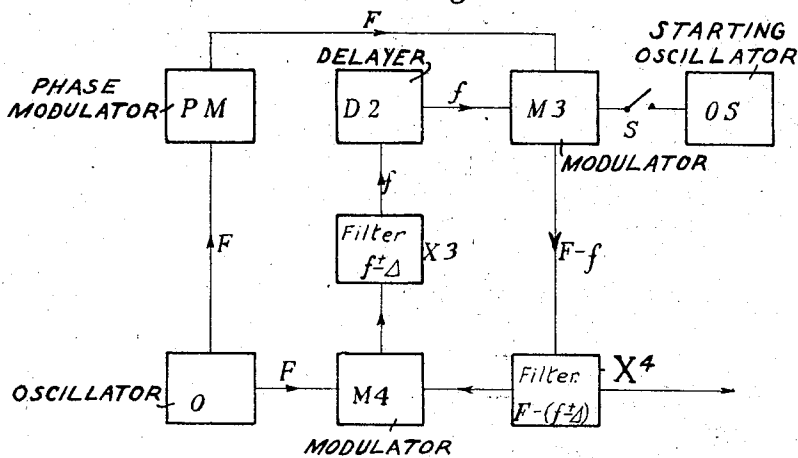 F
STARTING
OSCILLATOR
DELAYER
PHASE
MODULATOR
PM
D2
f
M3
S
OS
MODULATOR
f
Filter
f±Δ
X3
F
F-f
OSCILLATOR
O
F
M4
MODULATOR
Filter
F-(f±Δ)
X4